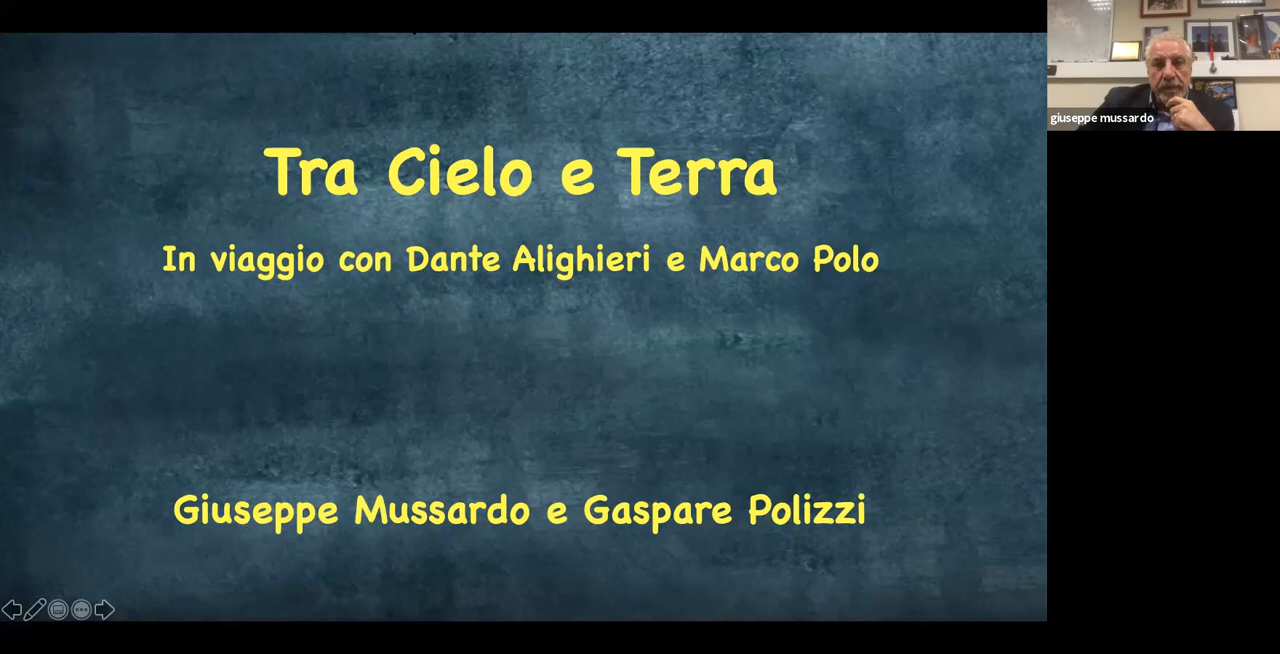 Tra Cielo e Terra
In viaggio con Dante Alighieri e Marco Polo
Giuseppe Mussardo e Gaspare Polizzi
giuseppe mussardo